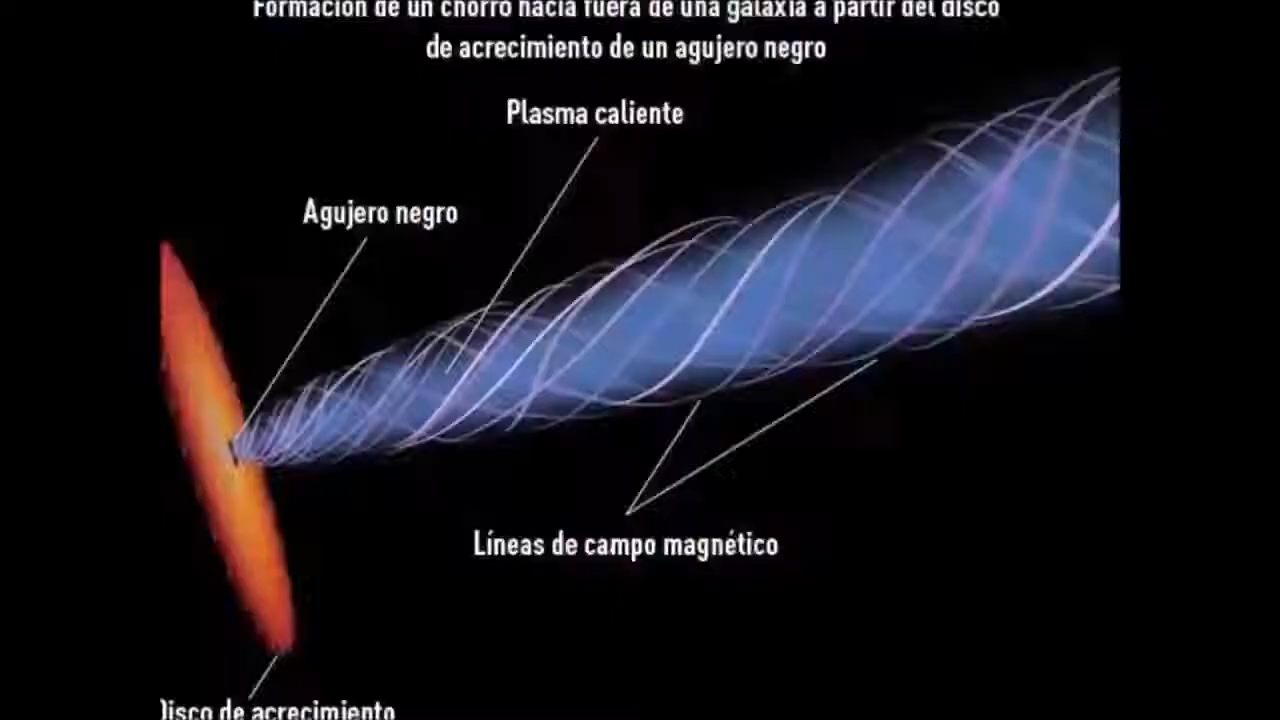 Formación de un chorro hacia fuera de una galaxia a partir del disco
de acrecimiento de un agujero negro
Plasma caliente
Agujero negro
Líneas de campo magnético
Disco de acrecimiento